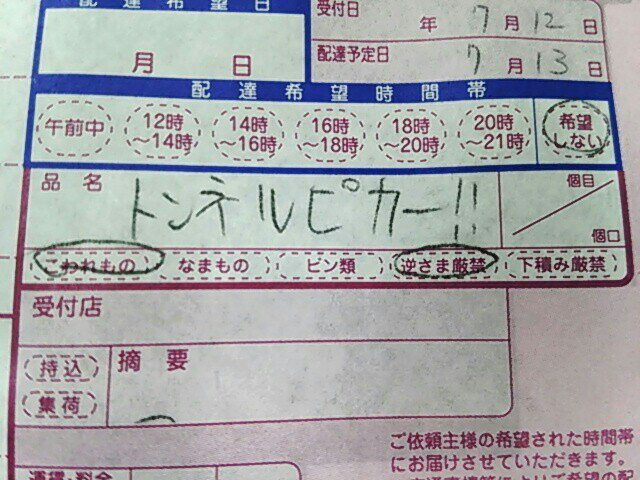 配達希望日
月 日
受付日
年 7月12日
配達予定日
7月13日
配達希望時間帯
午前中 12時～14時 14時～16時 16時～18時 18時～20時 20時～21時 希望しない
品名
トンネルピカー!!
個目
個口
こわれもの なまもの ビン類 逆さま厳禁 下積み厳禁
受付店
持込
集荷
摘要
ご依頼主様の希望された時間帯
にお届けさせていただきます。
運賃・料金